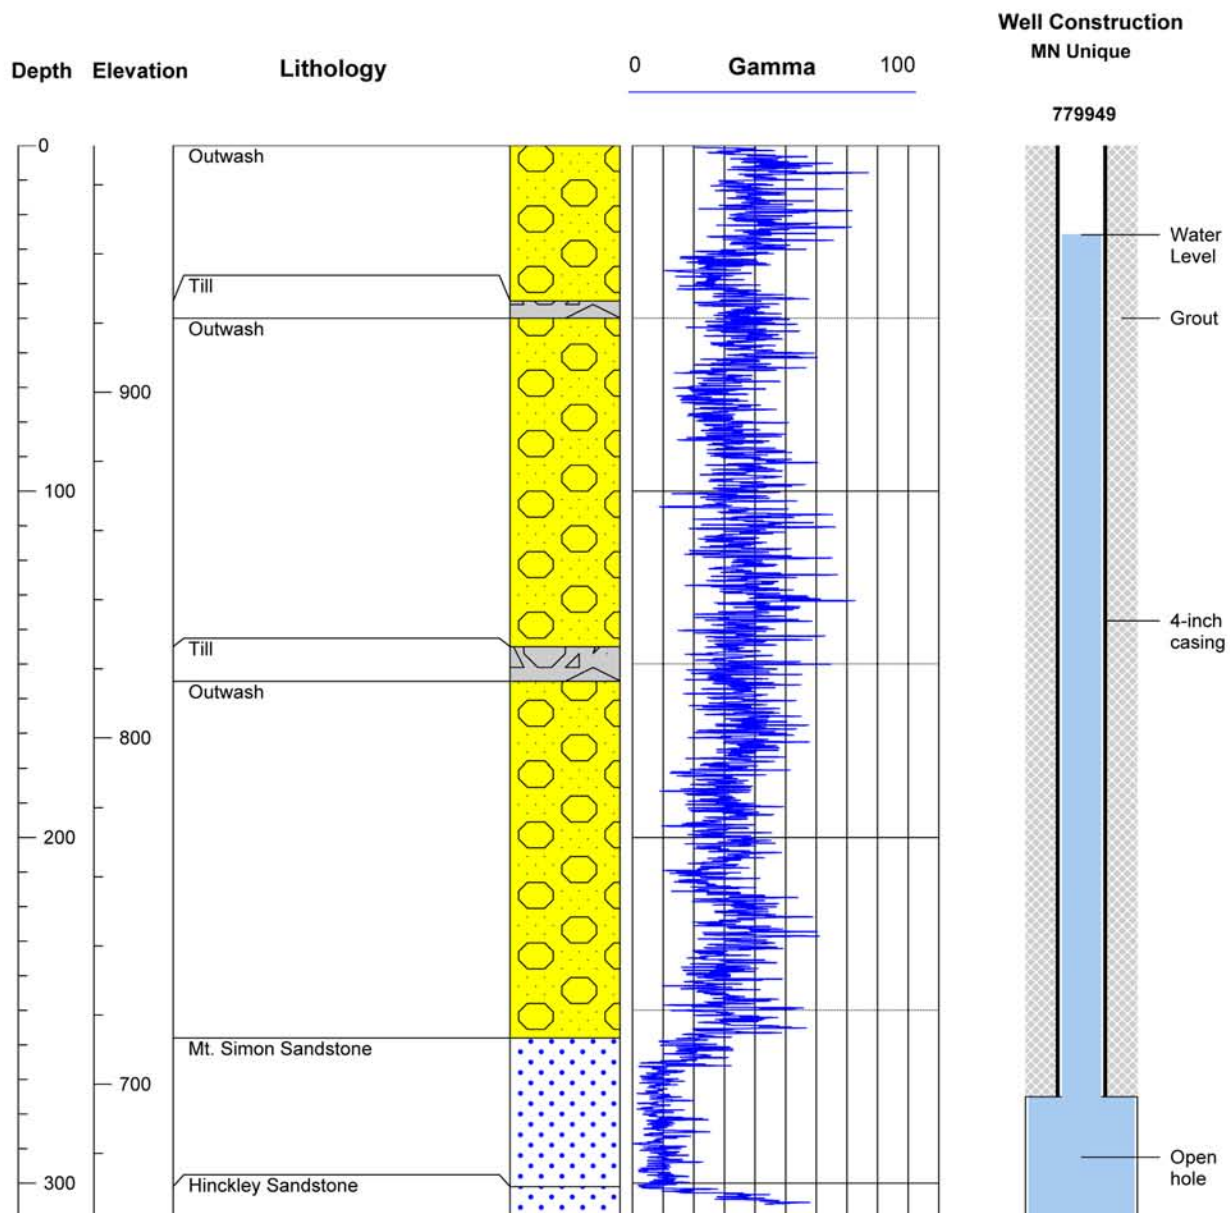 Well Construction
MN Unique
779949
Depth
Elevation
Lithology
0
Gamma
100
0
100
200
300
900
800
700
Outwash
Till
Outwash
Till
Outwash
Mt. Simon Sandstone
Hinckley Sandstone
Water
Level
Grout
4-inch
casing
Open
hole